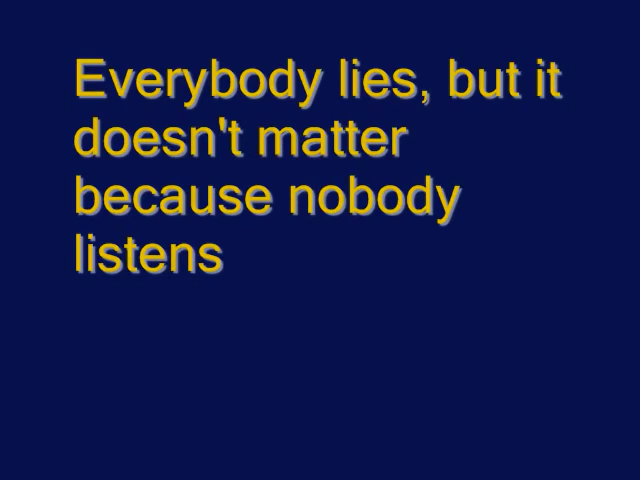 Everybody lies, but it
doesn't matter
because nobody
listens